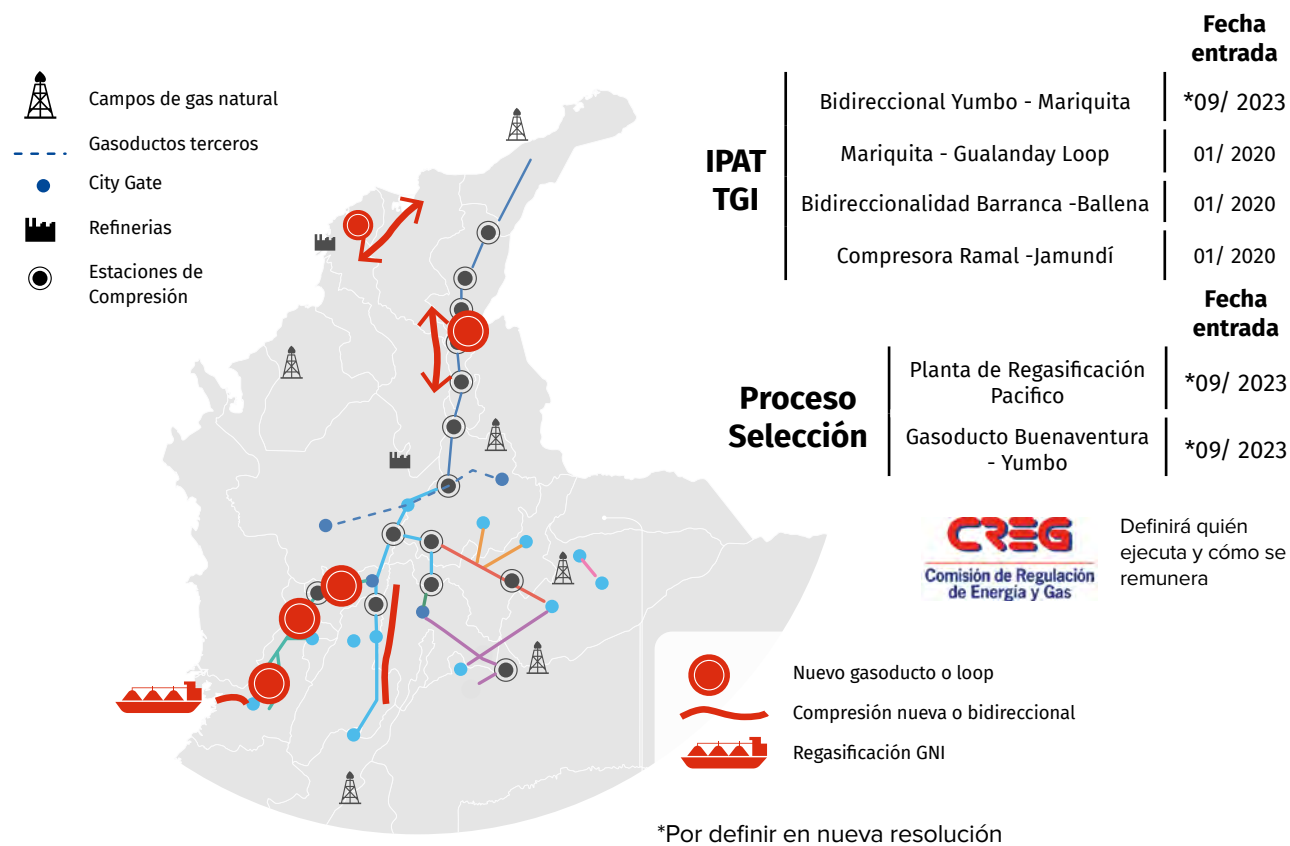 Campos de gas natural
Gasoductos terceros
City Gate
Refinerias
Estaciones de
Compresión
Fecha
entrada
IPAT
TGI
Bidireccional Yumbo - Mariquita
*09/ 2023
Mariquita - Gualanday Loop
01/ 2020
Bidireccionalidad Barranca -Ballena
01/ 2020
Compresora Ramal -Jamundí
01/ 2020
Fecha
entrada
Proceso
Selección
Planta de Regasificación
Pacifico
*09/ 2023
Gasoducto Buenaventura
- Yumbo
*09/ 2023
CREG
Comisión de Regulación
de Energía y Gas
Definirá quién
ejecuta y cómo se
remunera
Nuevo gasoducto o loop
Compresión nueva o bidireccional
Regasificación GNI
*Por definir en nueva resolución